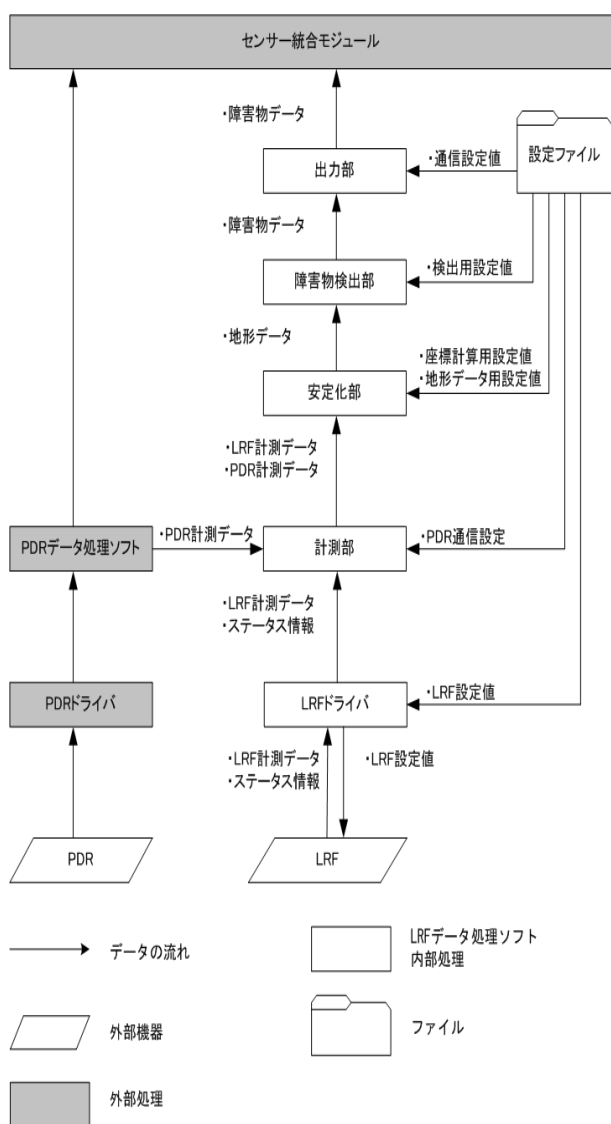 センサー統合モジュール
・障害物データ
出力部
・通信設定値
設定ファイル
・障害物データ
障害物検出部
・検出用設定値
・地形データ
・座標計算用設定値
・地形データ用設定値
安定化部
・LRF計測データ
・PDR計測データ
PDRデータ処理ソフト
・PDR計測データ
計測部
・PDR通信設定
・LRF計測データ
・ステータス情報
PDRドライバ
LRFドライバ
・LRF設定値
・LRF計測データ
・ステータス情報
・LRF設定値
PDR
LRF
データの流れ
LRFデータ処理ソフト
内部処理
外部機器
ファイル
外部処理